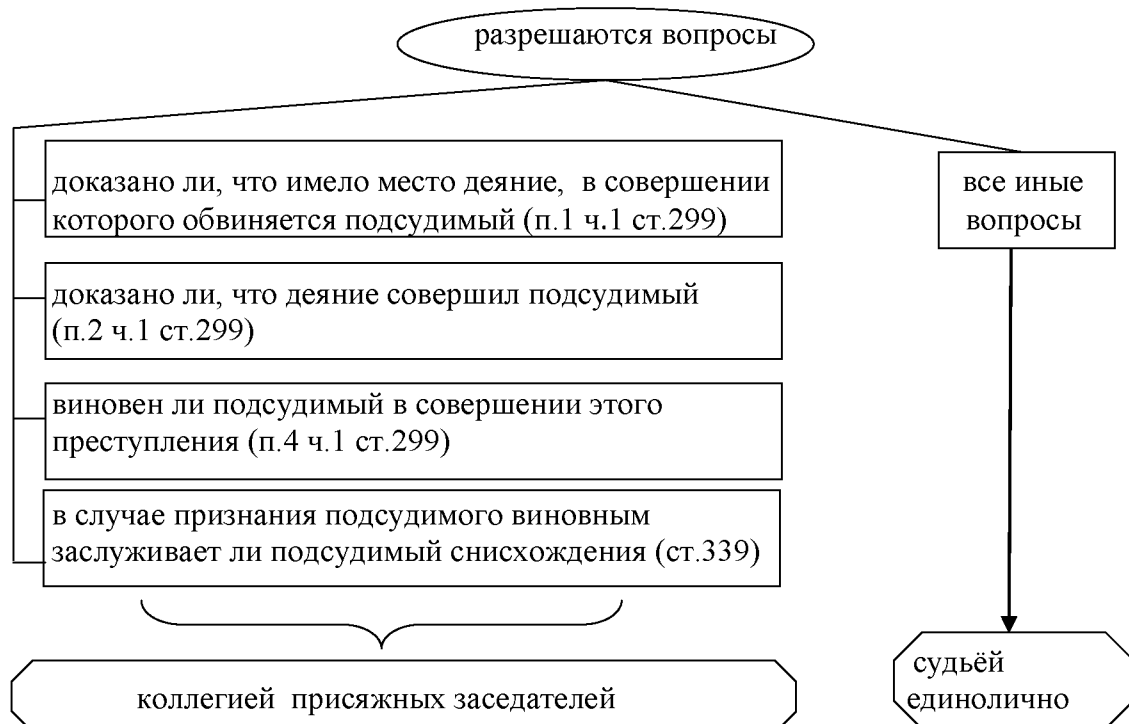 разрешаются вопросы
доказано ли, что имело место деяние, в совершении
которого обвиняется подсудимый (п.1 ч.1 ст.299)
доказано ли, что деяние совершил подсудимый
(п.2 ч.1 ст.299)
виновен ли подсудимый в совершении этого
преступления (п.4 ч.1 ст.299)
в случае признания подсудимого виновным
заслуживает ли подсудимый снисхождения (ст.339)
коллегией присяжных заседателей
все иные
вопросы
судьёй
единолично